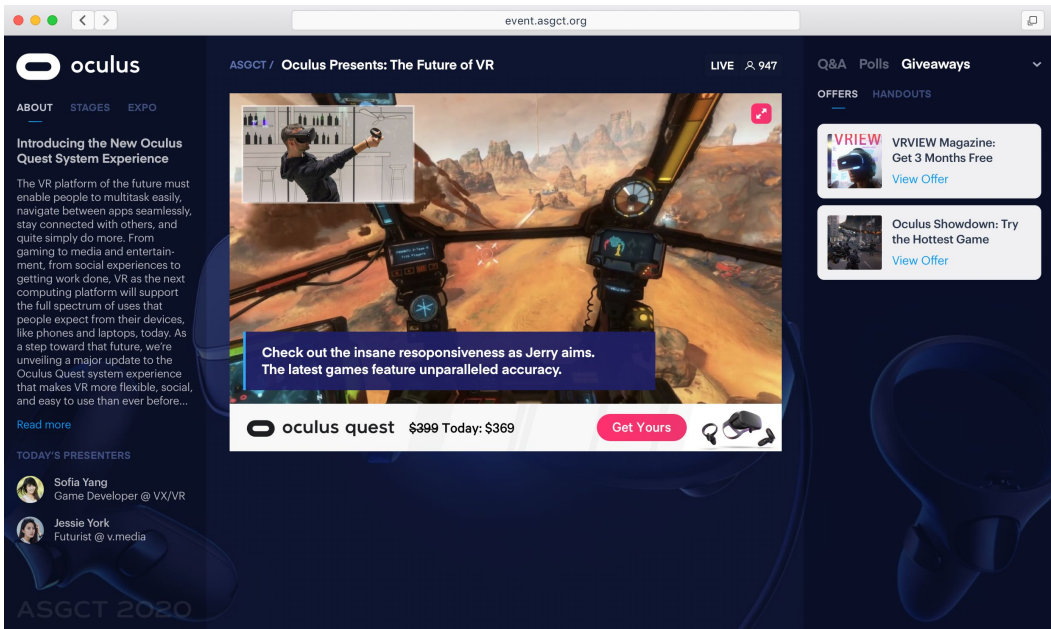 event.asgct.org
oculus
ABOUT STAGES EXPO
Introducing the New Oculus
Quest System Experience
The VR platform of the future must
enable people to multitask easily,
navigate between apps seamlessly,
stay connected with others, and
quite simply do more. From
gaming to media and entertain-
ment, from social experiences to
getting work done, VR as the next
computing platform will support
the full spectrum of uses that
people expect from their devices,
like phones and laptops, today. As
a step toward that future, we're
unveiling a major update to the
Oculus Quest system experience
that makes VR more flexible, social,
and easy to use than ever before...
Read more
TODAY'S PRESENTERS
Sofia Yang
Game Developer @ VX/VR
Jessie York
Futurist @ v.media
ASGCT 2020
ASGCT / Oculus Presents: The Future of VR
LIVE 947
Check out the insane resoponsiveness as Jerry aims.
The latest games feature unparalleled accuracy.
oculus quest $399 Today: $369
Get Yours
Q&A Polls Giveaways
OFFERS HANDOUTS
VRIEW
VRVIEW Magazine:
Get 3 Months Free
View Offer
Oculus Showdown: Try
the Hottest Game
View Offer